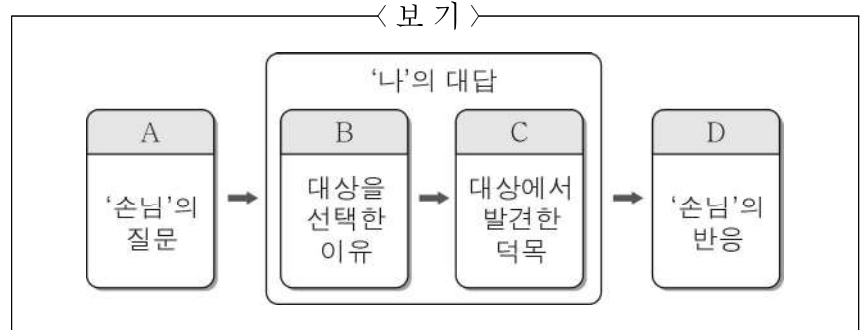 〈보 기〉
‘나’의 대답
A
B
C
D
‘손님’의
질문
대상을
선택한
이유
대상에서
발견한
덕목
‘손님’의
반응